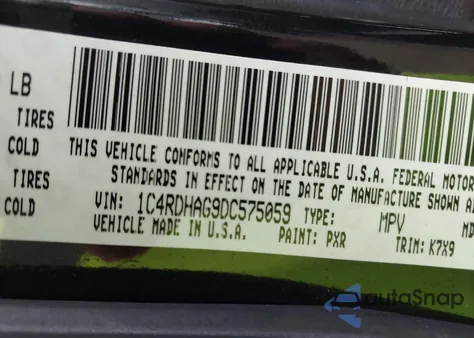 LB
TIRES
COLD THIS VEHICLE CONFORMS TO ALL APPLICABLE U.S.A. FEDERAL MOTOR
TIRES STANDARDS IN EFFECT ON THE DATE OF MANUFACTURE SHOWN
COLD VIN: 1C4RDHAG9DC575059 TYPE: MPV
VEHICLE MADE IN U.S.A. PAINT: PXR TRIM: K7X9
autoSnap